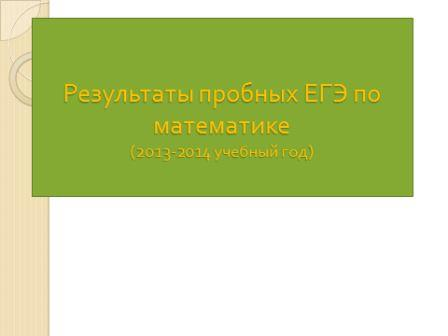 Результаты пробных ЕГЭ по
математике
(2013-2014 учебный год)